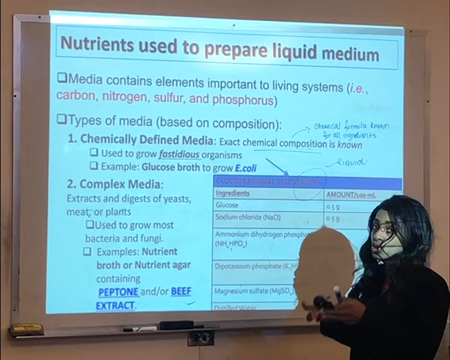 Nutrients used to prepare liquid medium
❑Media contains elements important to living systems (i.e.,
carbon, nitrogen, sulfur, and phosphorus)
❑Types of media (based on composition):
chemical formula known
for all ingredients
1. Chemically Defined Media: Exact chemical composition is known
❑ Used to grow fastidious organisms
❑ Example: Glucose broth to grow E.coli
liquid
2. Complex Media:
Extracts and digests of yeasts,
meat, or plants
❑Used to grow most
bacteria and fungi.
❑ Examples: Nutrient
broth or Nutrient agar
containing
PEPTONE and/or BEEF
EXTRACT.
Ingredients AMOUNT/100 mL
Glucose 0.5 g
Sodium chloride (NaCl) 0.5 g
Ammonium dihydrogen phosph
(NH₄HPO₄)
Dipotassium phosphate (K₂H
Magnesium sulfate (MgSO₄
Distilled Water